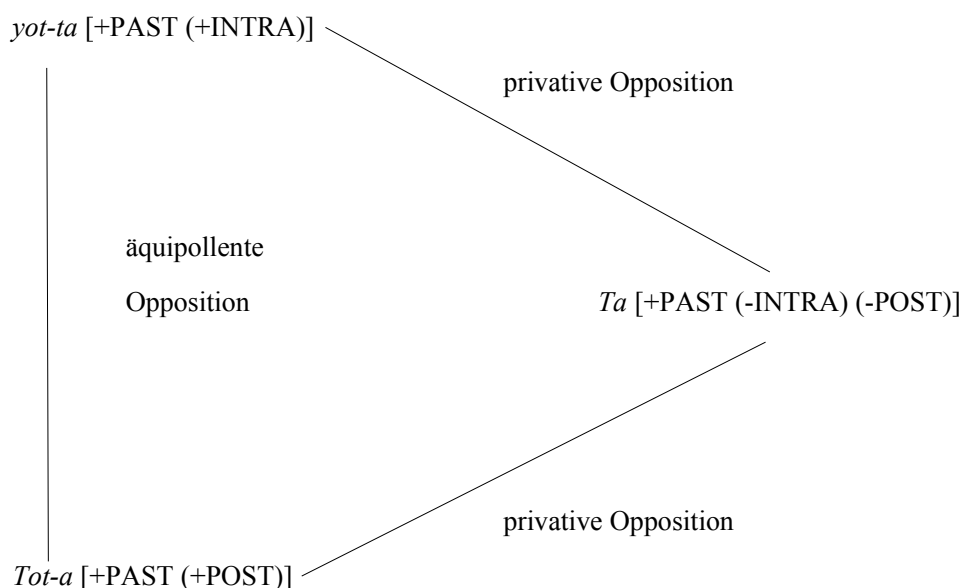 yot-ta [+PAST (+INTRA)]
privative Opposition
äquipollente
Opposition
Ta [+PAST (-INTRA) (-POST)]
privative Opposition
Tot-a [+PAST (+POST)]